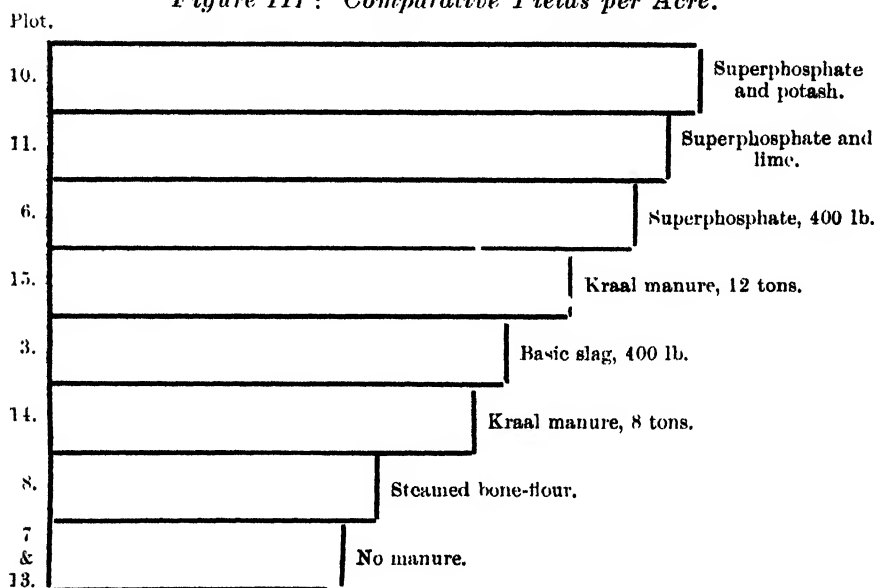 Figure III: Comparative Yields per Acre.
Plot.
10.
Superphosphate
and potash.
11.
Superphosphate and
lime.
6.
Superphosphate, 400 lb.
15.
Kraal manure, 12 tons.
3.
Basic slag, 400 lb.
14.
Kraal manure, 8 tons.
8.
Steamed bone-flour.
7
&
13.
No manure.